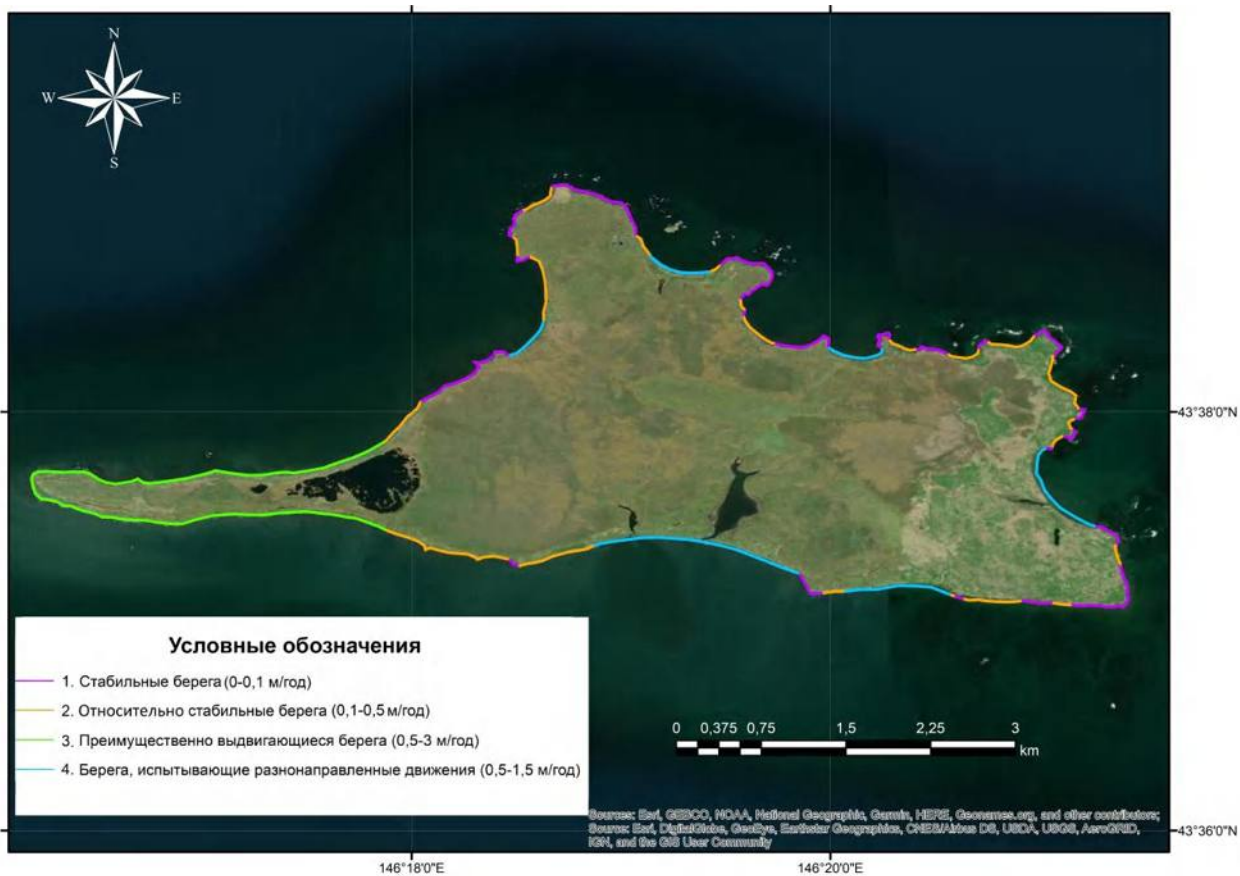 N
W E
S
43°38'0"N
Условные обозначения
1. Стабильные берега (0-0,1 м/год)
2. Относительно стабильные берега (0,1-0,5 м/год)
3. Преимущественно выдвигающиеся берега (0,5-3 м/год)
4. Берега, испытывающие разнонаправленные движения (0,5-1,5 м/год)
0 0,375 0,75 1,5 2,25 3
km
Sources: Esri, GEBCO, NOAA, National Geographic, Garmin, HERE, Geonames.org, and other contributors;
Source: Esri, DigitalGlobe, GeoEye, Earthstar Geographics, CNES/Airbus DS, USDA, USGS, AeroGRID,
IGN, and the GIS User Community
43°36'0"N
146°18'0"E 146°20'0"E